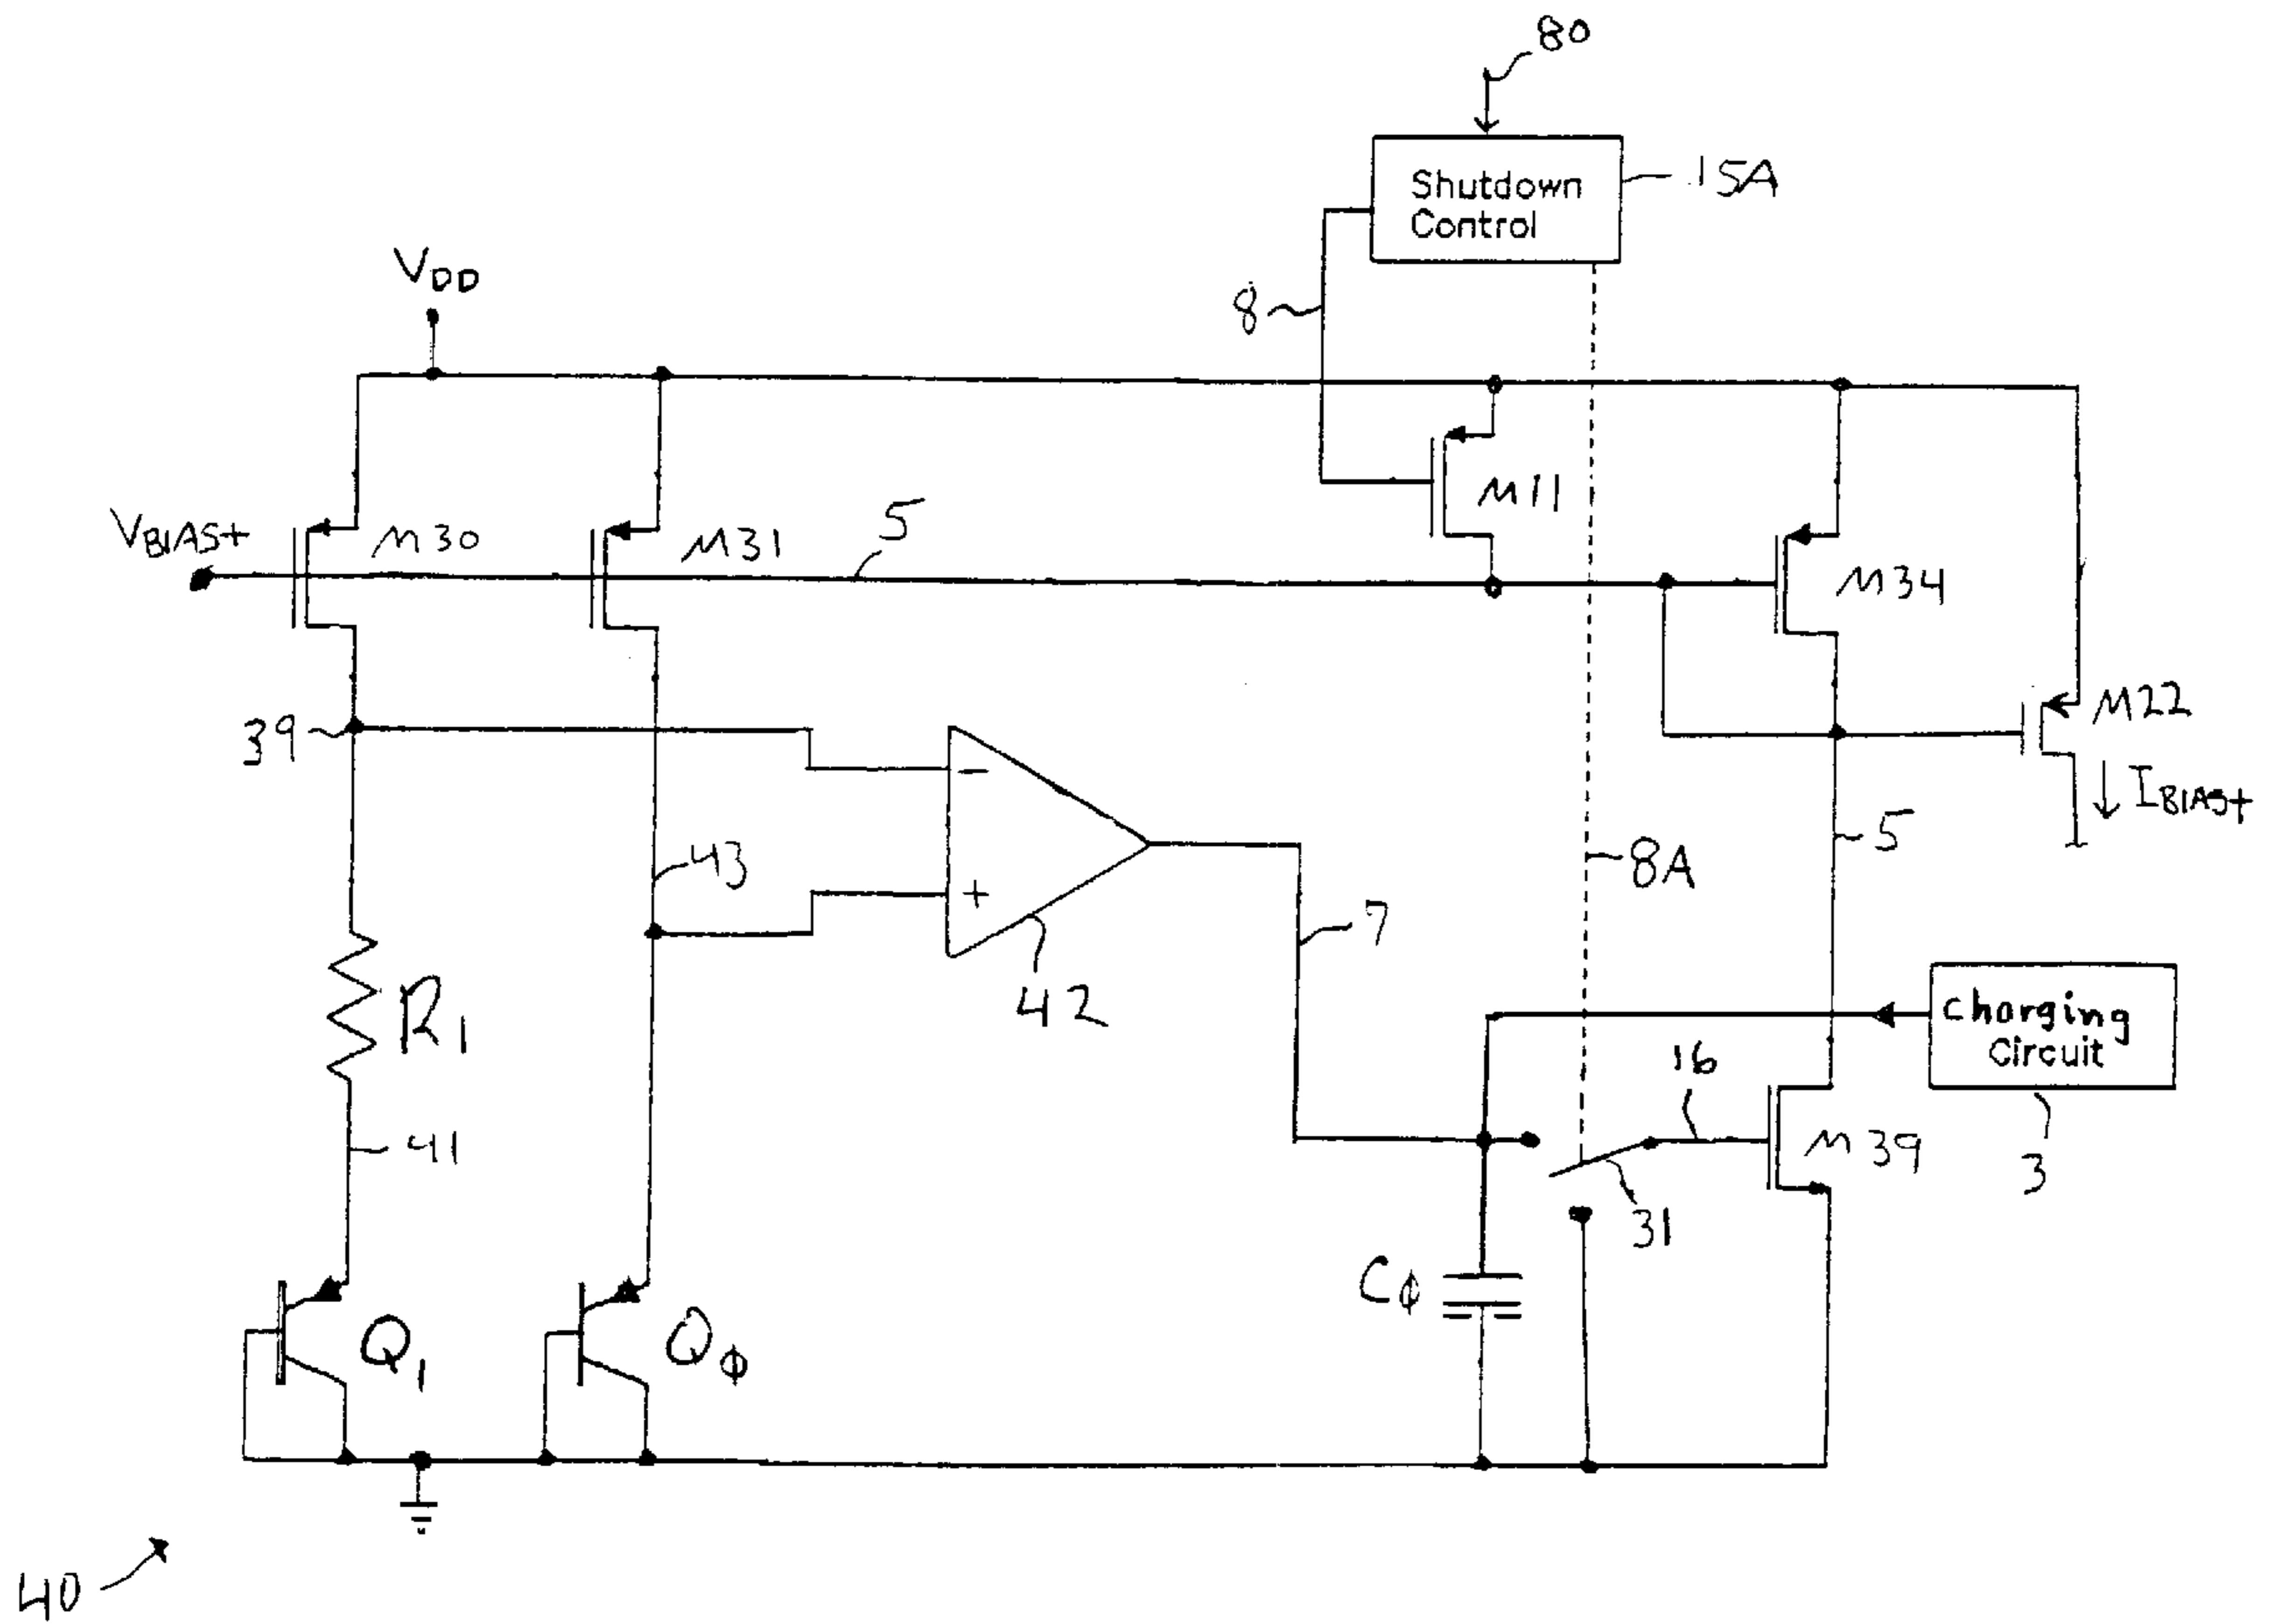 80
Shutdown
Control
15A
8
VDD
VBIAS+
M30
M31
5
M11
M34
39
M22
IBIAS+
−
+
43
5
8A
7
42
R1
Charging
Circuit
16
M39
3
41
31
Cϕ
Q1
Qϕ
40